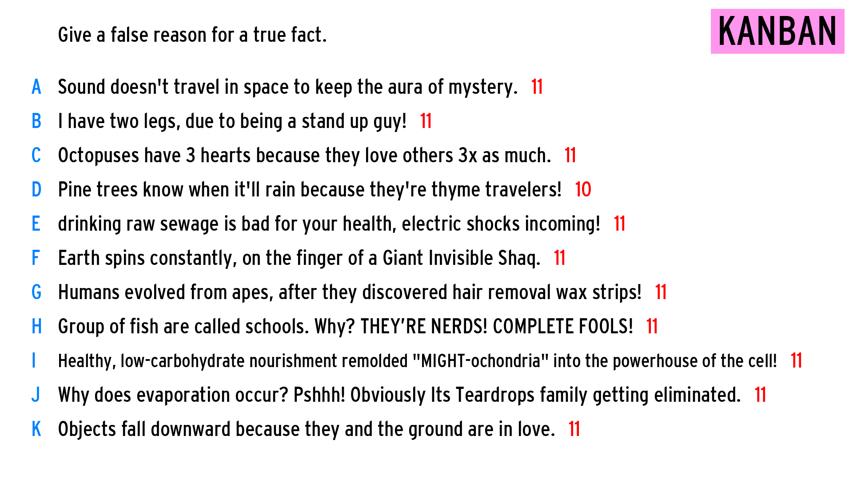 Give a false reason for a true fact.
KANBAN
A Sound doesn't travel in space to keep the aura of mystery. 11
B I have two legs, due to being a stand up guy! 11
C Octopuses have 3 hearts because they love others 3x as much. 11
D Pine trees know when it'll rain because they're thyme travelers! 10
E drinking raw sewage is bad for your health, electric shocks incoming! 11
F Earth spins constantly, on the finger of a Giant Invisible Shaq. 11
G Humans evolved from apes, after they discovered hair removal wax strips! 11
H Group of fish are called schools. Why? THEY’RE NERDS! COMPLETE FOOLS! 11
I Healthy, low-carbohydrate nourishment remolded "MIGHT-ochondria" into the powerhouse of the cell! 11
J Why does evaporation occur? Pshhh! Obviously Its Teardrops family getting eliminated. 11
K Objects fall downward because they and the ground are in love. 11